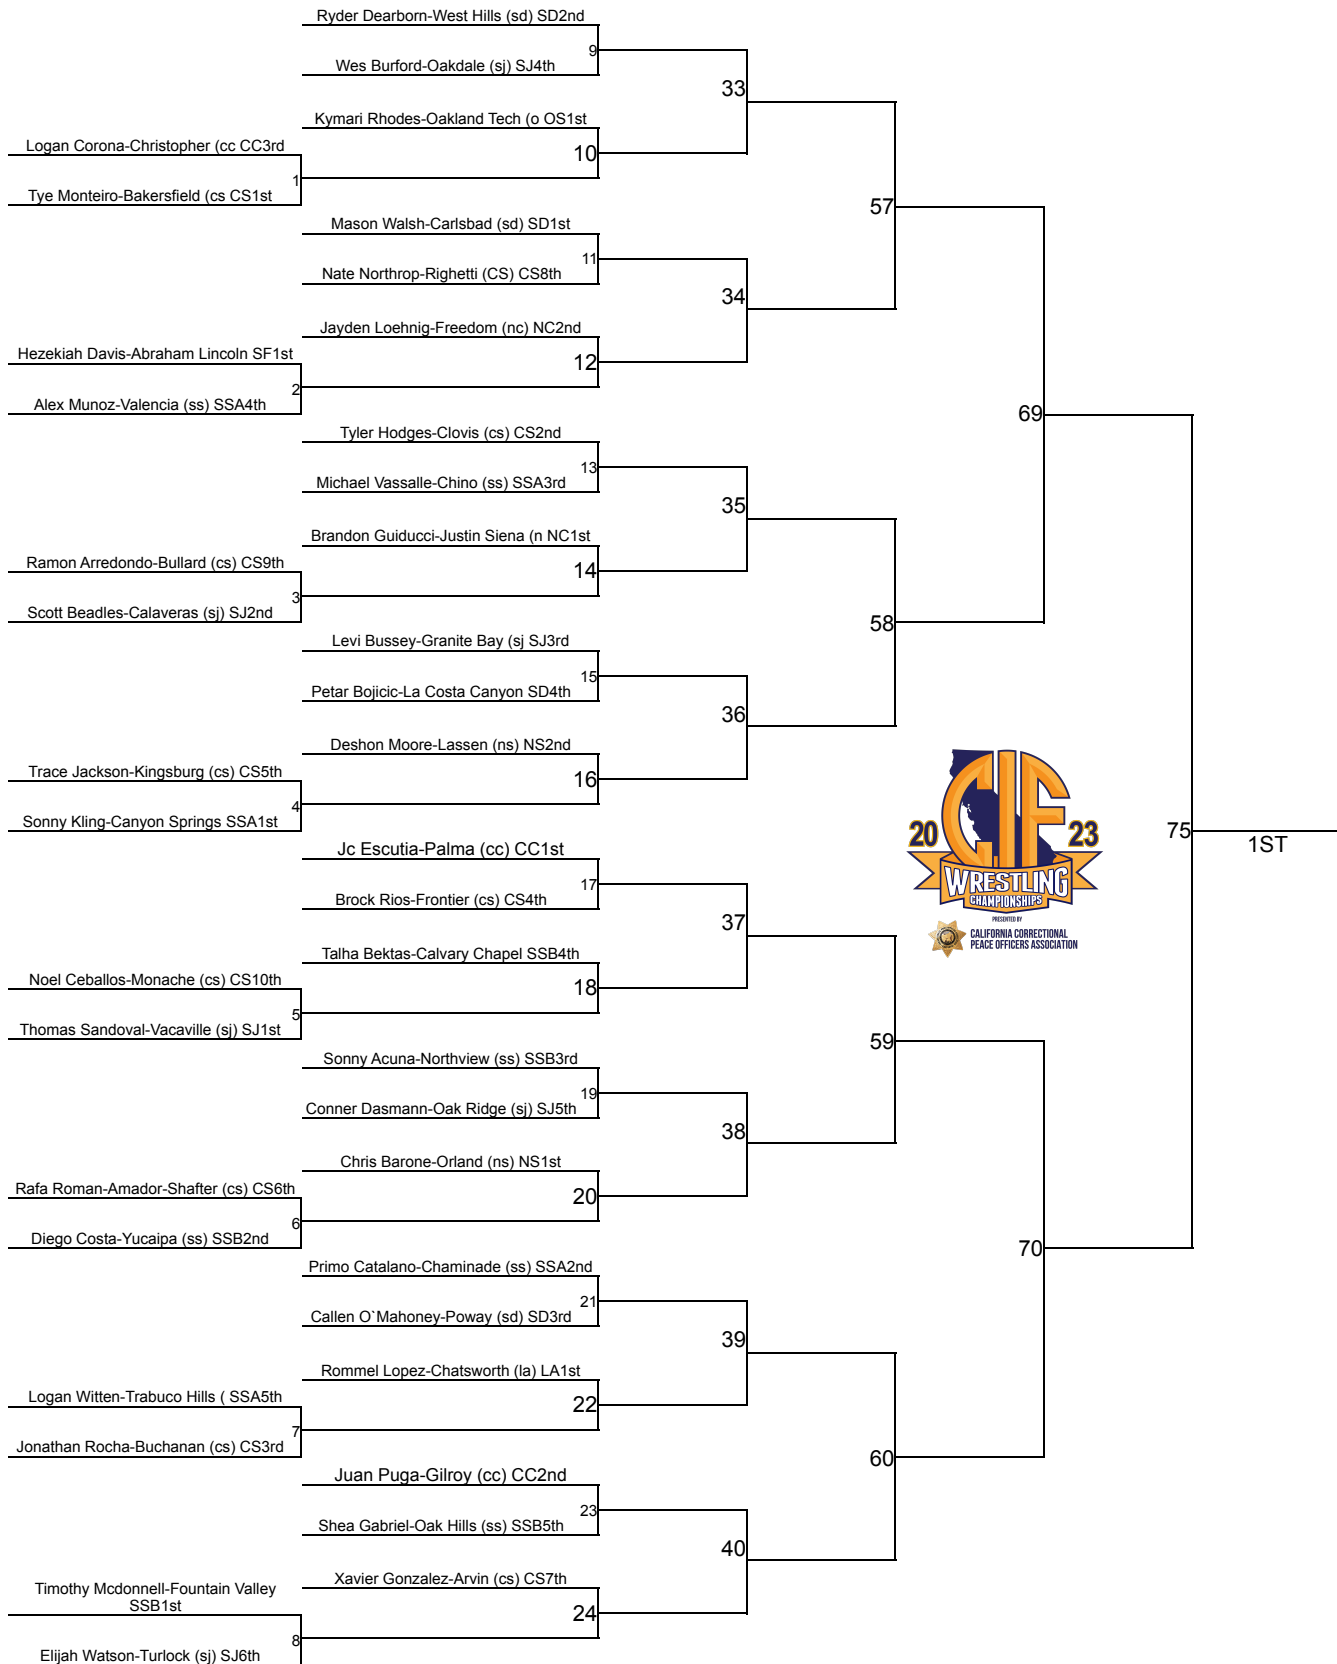 Ryder Dearborn-West Hills (sd) SD2nd
9
Wes Burford-Oakdale (sj) SJ4th
33
Kymari Rhodes-Oakland Tech (o OS1st
Logan Corona-Christopher (cc CC3rd
10
1
Tye Monteiro-Bakersfield (cs CS1st
57
Mason Walsh-Carlsbad (sd) SD1st
11
Nate Northrop-Righetti (CS) CS8th
34
Jayden Loehnig-Freedom (nc) NC2nd
Hezekiah Davis-Abraham Lincoln SF1st
12
2
Alex Munoz-Valencia (ss) SSA4th
69
Tyler Hodges-Clovis (cs) CS2nd
13
Michael Vassalle-Chino (ss) SSA3rd
35
Brandon Guiducci-Justin Siena (n NC1st
Ramon Arredondo-Bullard (cs) CS9th
14
3
Scott Beadles-Calaveras (sj) SJ2nd
58
Levi Bussey-Granite Bay (sj SJ3rd
15
Petar Bojicic-La Costa Canyon SD4th
36
Deshon Moore-Lassen (ns) NS2nd
Trace Jackson-Kingsburg (cs) CS5th
16
4
Sonny Kling-Canyon Springs SSA1st
20 CIF 23
WRESTLING
CHAMPIONSHIPS
PRESENTED BY
CALIFORNIA CORRECTIONAL
PEACE OFFICERS ASSOCIATION
75
1ST
Jc Escutia-Palma (cc) CC1st
17
Brock Rios-Frontier (cs) CS4th
37
Talha Bektas-Calvary Chapel SSB4th
Noel Ceballos-Monache (cs) CS10th
18
5
Thomas Sandoval-Vacaville (sj) SJ1st
59
Sonny Acuna-Northview (ss) SSB3rd
19
Conner Dasmann-Oak Ridge (sj) SJ5th
38
Chris Barone-Orland (ns) NS1st
Rafa Roman-Amador-Shafter (cs) CS6th
20
6
Diego Costa-Yucaipa (ss) SSB2nd
70
Primo Catalano-Chaminade (ss) SSA2nd
21
Callen O`Mahoney-Poway (sd) SD3rd
39
Rommel Lopez-Chatsworth (la) LA1st
Logan Witten-Trabuco Hills ( SSA5th
22
7
Jonathan Rocha-Buchanan (cs) CS3rd
60
Juan Puga-Gilroy (cc) CC2nd
23
Shea Gabriel-Oak Hills (ss) SSB5th
40
Xavier Gonzalez-Arvin (cs) CS7th
Timothy Mcdonnell-Fountain Valley
SSB1st
24
8
Elijah Watson-Turlock (sj) SJ6th